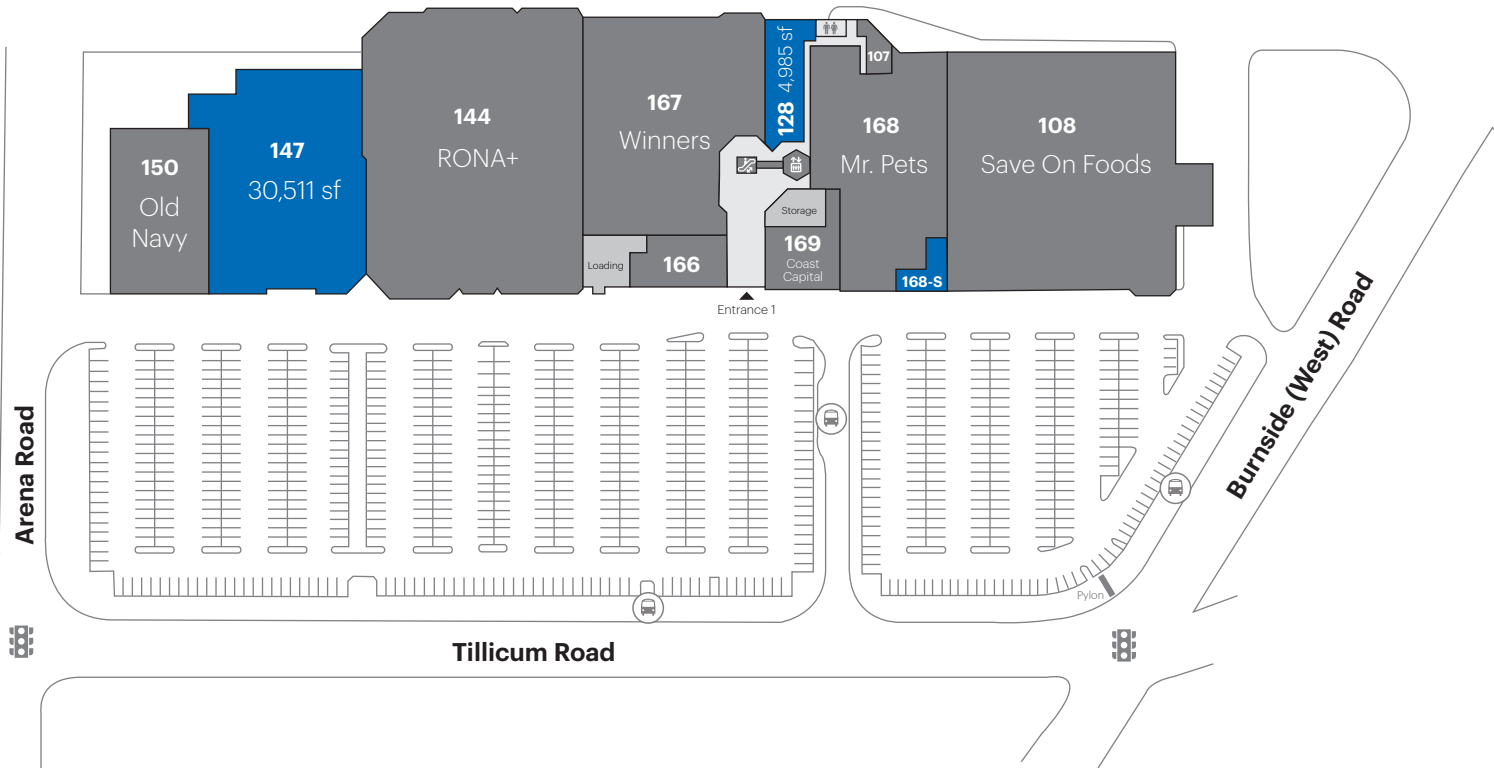 150
Old
Navy
147
30,511 sf
144
RONA+
167
Winners
128 4,985 sf
107
168
Mr. Pets
108
Save On Foods
Storage
169
Coast
Capital
Loading
166
168-S
Entrance 1
Arena Road
Burnside (West) Road
Pylon
Tillicum Road